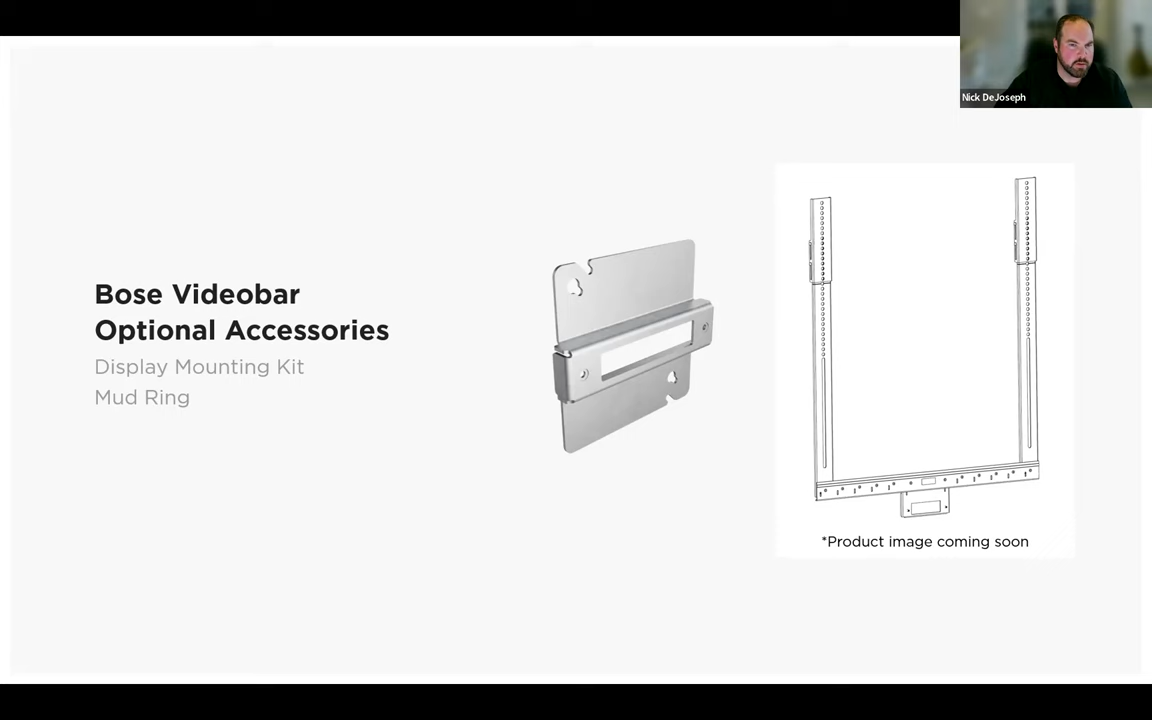 Nick DeJoseph
Bose Videobar
Optional Accessories
Display Mounting Kit
Mud Ring
*Product image coming soon